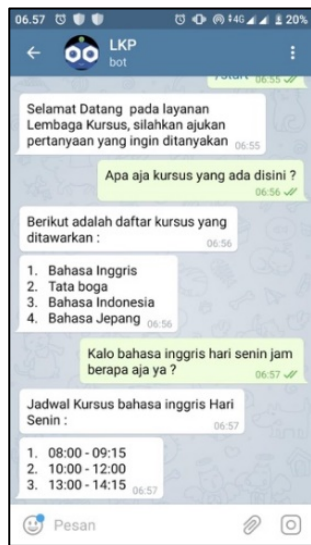 06.57
4G
20%
LKP
bot
/start 06:55
Selamat Datang pada layanan
Lembaga Kursus, silahkan ajukan
pertanyaan yang ingin ditanyakan 06:55
Apa aja kursus yang ada disini ?
06:56
Berikut adalah daftar kursus yang
ditawarkan :
06:56
1. Bahasa Inggris
2. Tata boga
3. Bahasa Indonesia
4. Bahasa Jepang 06:56
Kalo bahasa inggris hari senin jam
berapa aja ya ?
06:57
Jadwal Kursus bahasa inggris Hari
Senin :
06:57
1. 08:00 - 09:15
2. 10:00 - 12:00
3. 13:00 - 14:15 06:57
Pesan